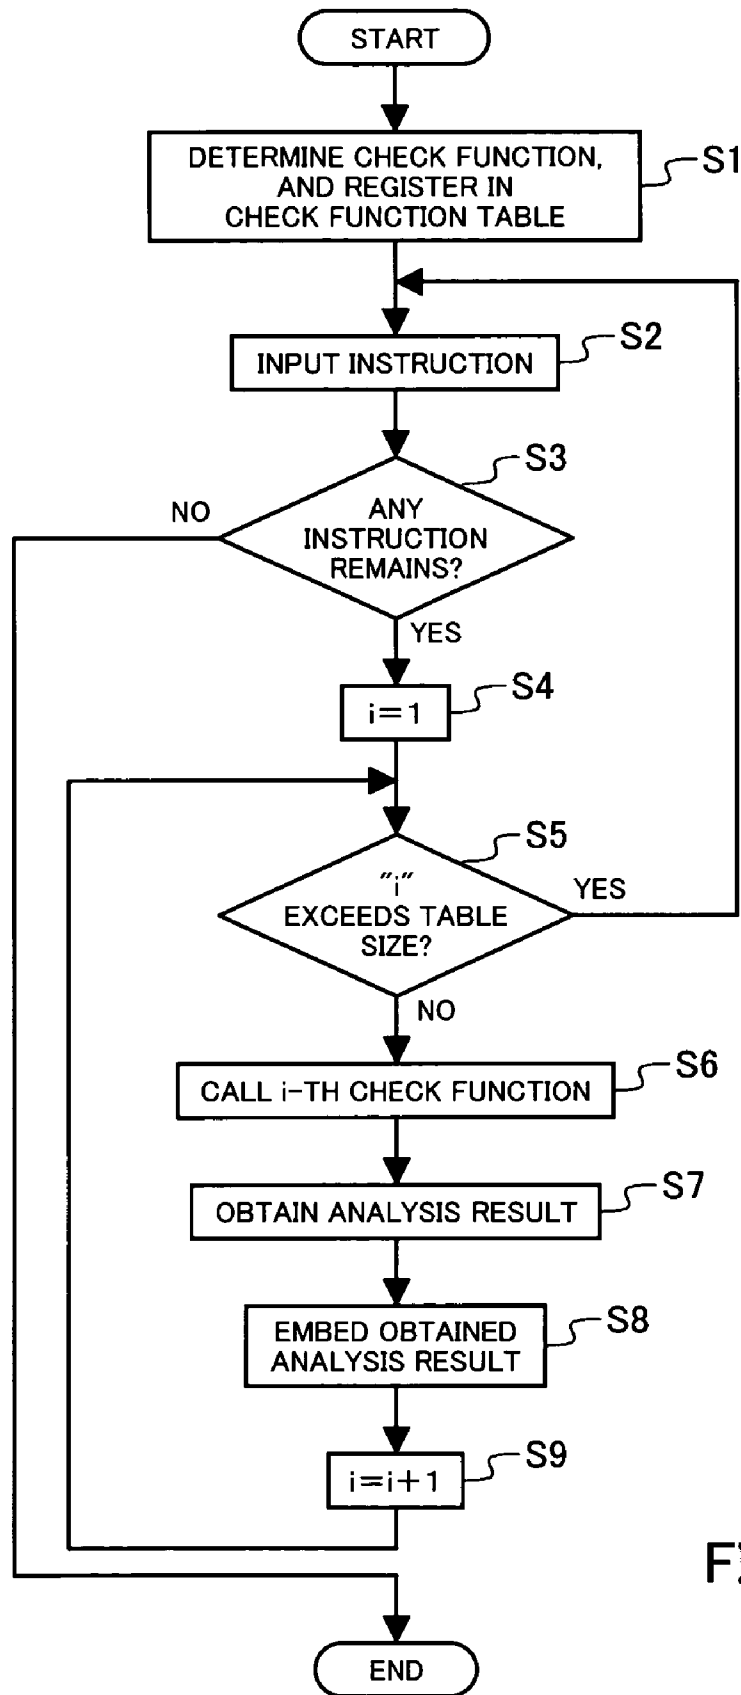 START
DETERMINE CHECK FUNCTION,
AND REGISTER IN
CHECK FUNCTION TABLE
S1
INPUT INSTRUCTION
S2
S3
NO
ANY
INSTRUCTION
REMAINS?
YES
S4
i=1
S5
"i"
EXCEEDS TABLE
SIZE?
YES
NO
CALL i-TH CHECK FUNCTION
S6
OBTAIN ANALYSIS RESULT
S7
EMBED OBTAINED
ANALYSIS RESULT
S8
i=i+1
S9
END